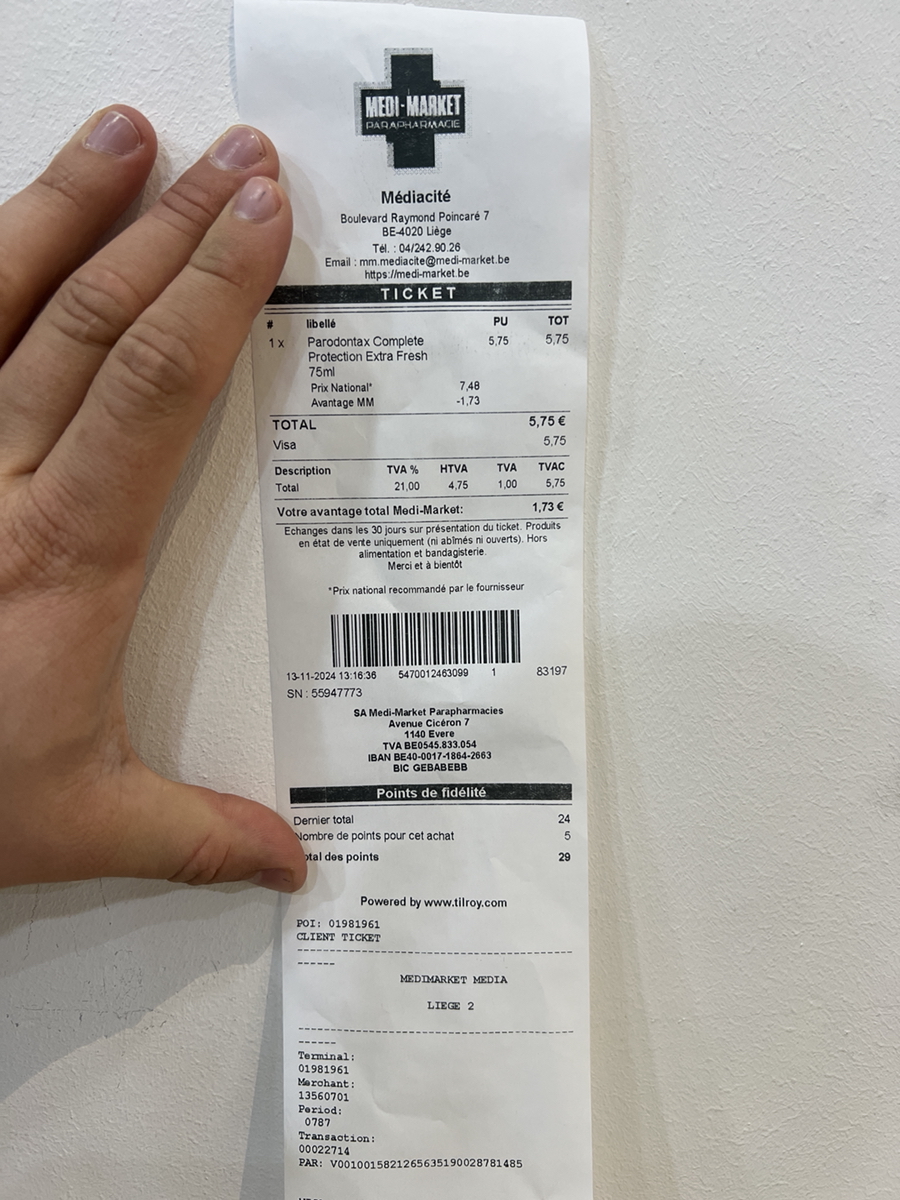 MEDI-MARKET
PARAPHARMACIE
Médiacité
Boulevard Raymond Poincaré 7
BE-4020 Liège
Tél. : 04/242.90.26
Email : mm.mediacite@medi-market.be
https://medi-market.be
TICKET
# libellé PU TOT
1 x Parodontax Complete 5,75 5,75
Protection Extra Fresh
75ml
Prix National* 7,48
Avantage MM -1,73
TOTAL 5,75 €
Visa 5,75
Description TVA % HTVA TVA TVAC
Total 21,00 4,75 1,00 5,75
Votre avantage total Medi-Market: 1,73 €
Echanges dans les 30 jours sur présentation du ticket. Produits
en état de vente uniquement (ni abîmés ni ouverts). Hors
alimentation et bandagisterie.
Merci et à bientôt
*Prix national recommandé par le fournisseur
13-11-2024 13:16:36 5470012463099 1 83197
SN : 55947773
SA Medi-Market Parapharmacies
Avenue Cicéron 7
1140 Evere
TVA BE0545.833.054
IBAN BE40-0017-1864-2663
BIC GEBABEBB
Points de fidélité
Dernier total 24
Nombre de points pour cet achat 5
otal des points 29
Powered by www.tilroy.com
POI: 01981961
CLIENT TICKET
MEDIMARKET MEDIA
LIEGE 2
Terminal:
01981961
Merchant:
13560701
Period:
0787
Transaction:
00022714
PAR: V0010015821265635190028781485